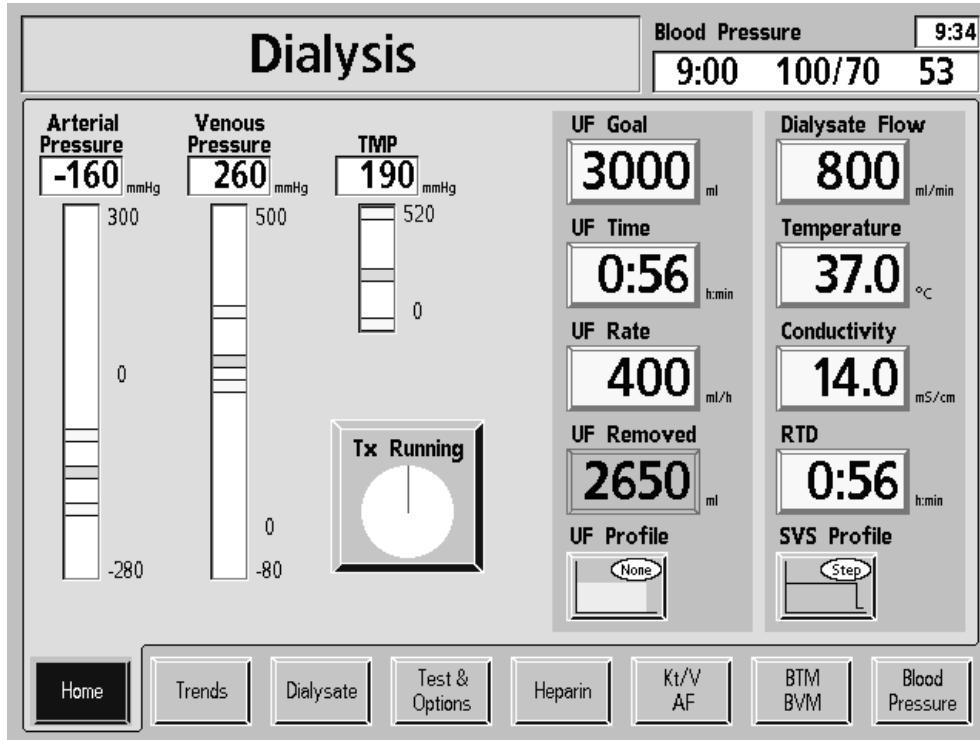 Dialysis
Blood Pressure
9:34
9:00 100/70 53
Arterial
Pressure
-160 mmHg
300
0
-280
Venous
Pressure
260 mmHg
500
0
-80
TMP
190 mmHg
520
0
Tx Running
UF Goal
3000 ml
UF Time
0:56 h:min
UF Rate
400 ml/h
UF Removed
2650 ml
UF Profile
None
Dialysate Flow
800 ml/min
Temperature
37.0 °C
Conductivity
14.0 mS/cm
RTD
0:56 h:min
SVS Profile
Step
Home
Trends
Dialysate
Test &
Options
Heparin
Kt/V
AF
BTM
BVM
Blood
Pressure